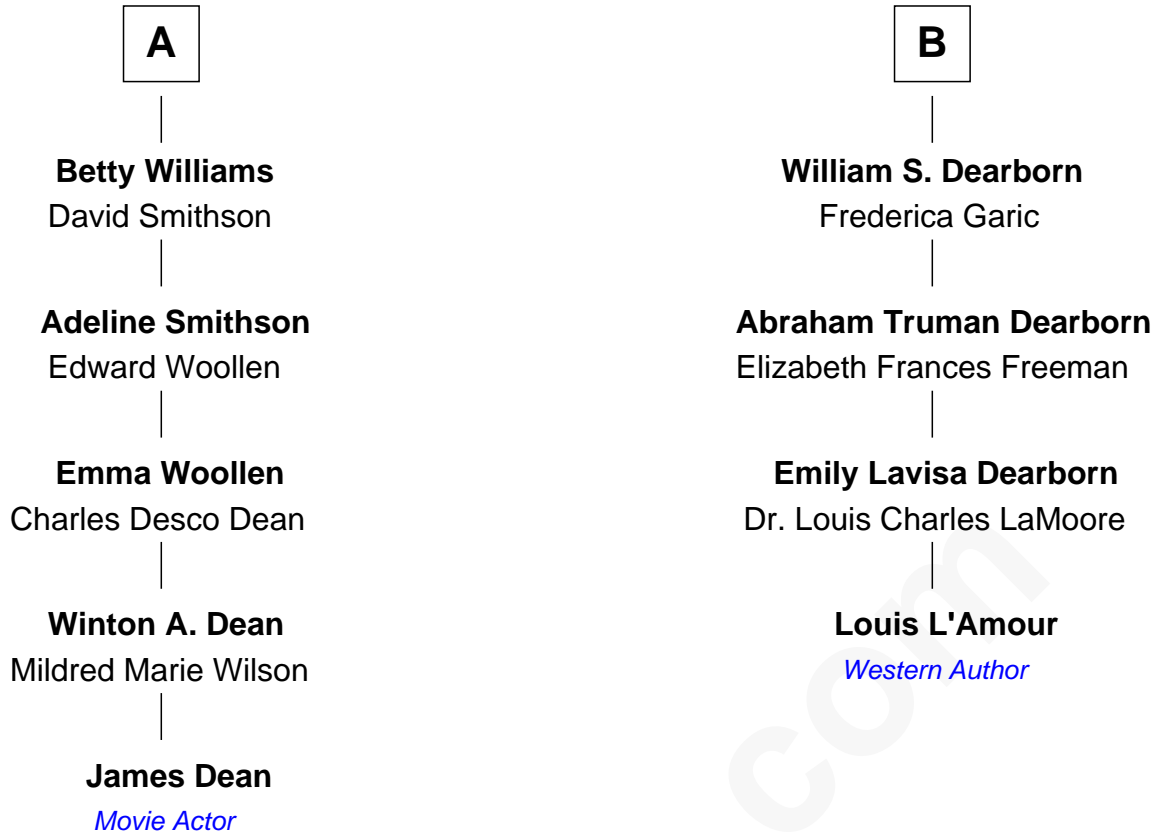 A
Betty Williams
David Smithson
Adeline Smithson
Edward Woollen
Emma Woollen
Charles Desco Dean
Winton A. Dean
Mildred Marie Wilson
James Dean
Movie Actor
B
William S. Dearborn
Frederica Garic
Abraham Truman Dearborn
Elizabeth Frances Freeman
Emily Lavisa Dearborn
Dr. Louis Charles LaMoore
Louis L'Amour
Western Author
com